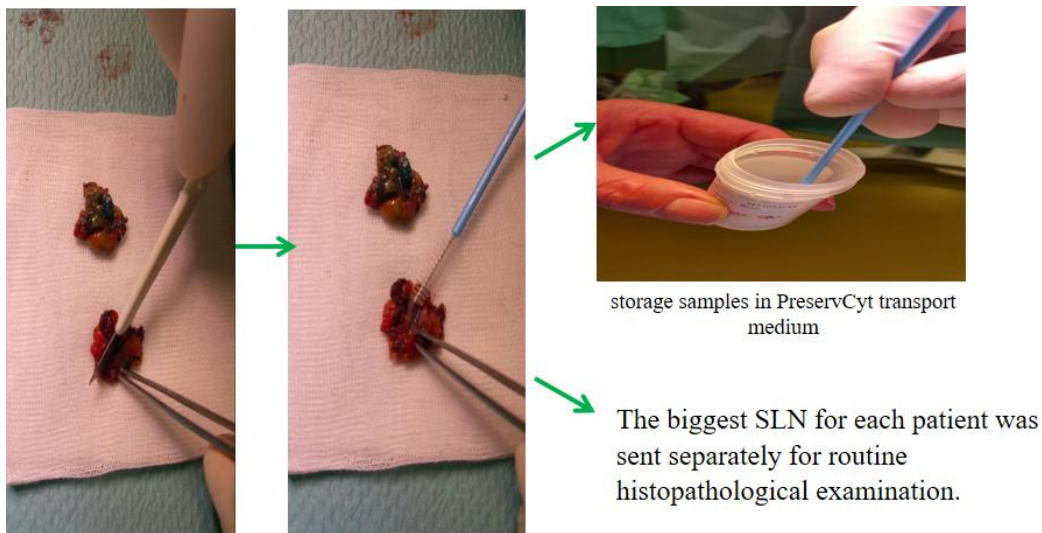 storage samples in PreservCyt transport
medium
The biggest SLN for each patient was
sent separately for routine
histopathological examination.